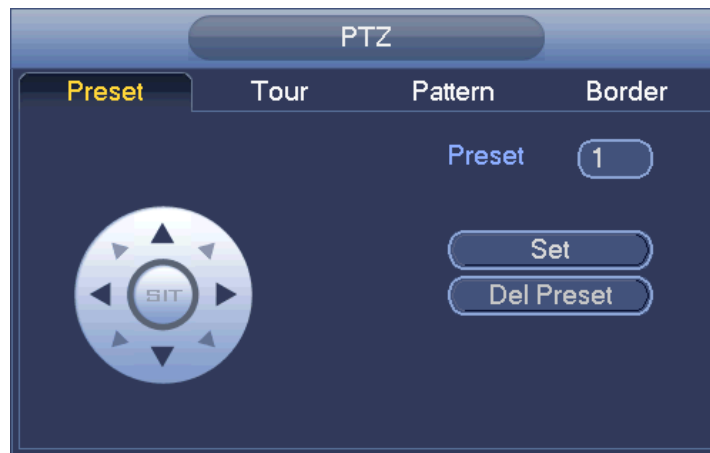 PTZ
Preset Tour Pattern Border
Preset 1
Set
SIT
Del Preset